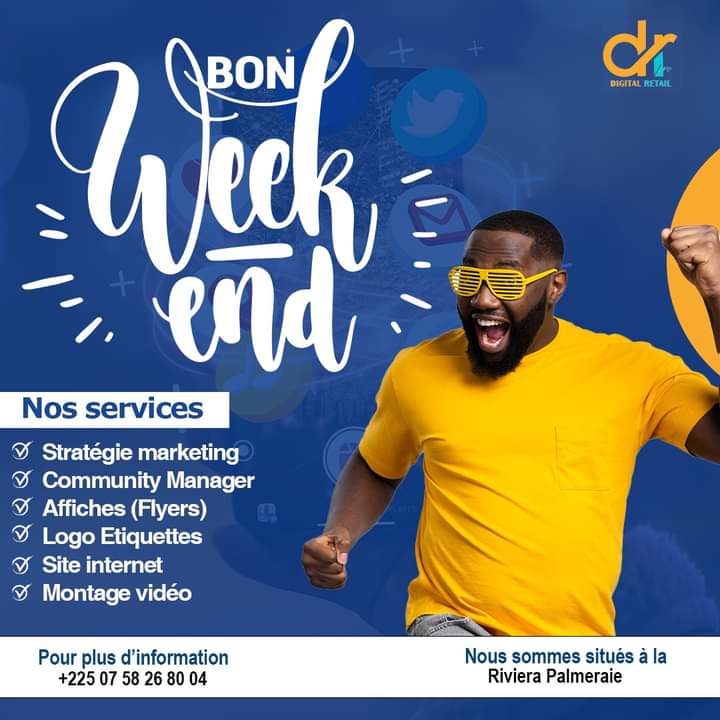 BON
Week
end
dr
DIGITAL RETAIL
Nos services
Stratégie marketing
Community Manager
Affiches (Flyers)
Logo Etiquettes
Site internet
Montage vidéo
Pour plus d’information
+225 07 58 26 80 04
Nous sommes situés à la
Riviera Palmeraie